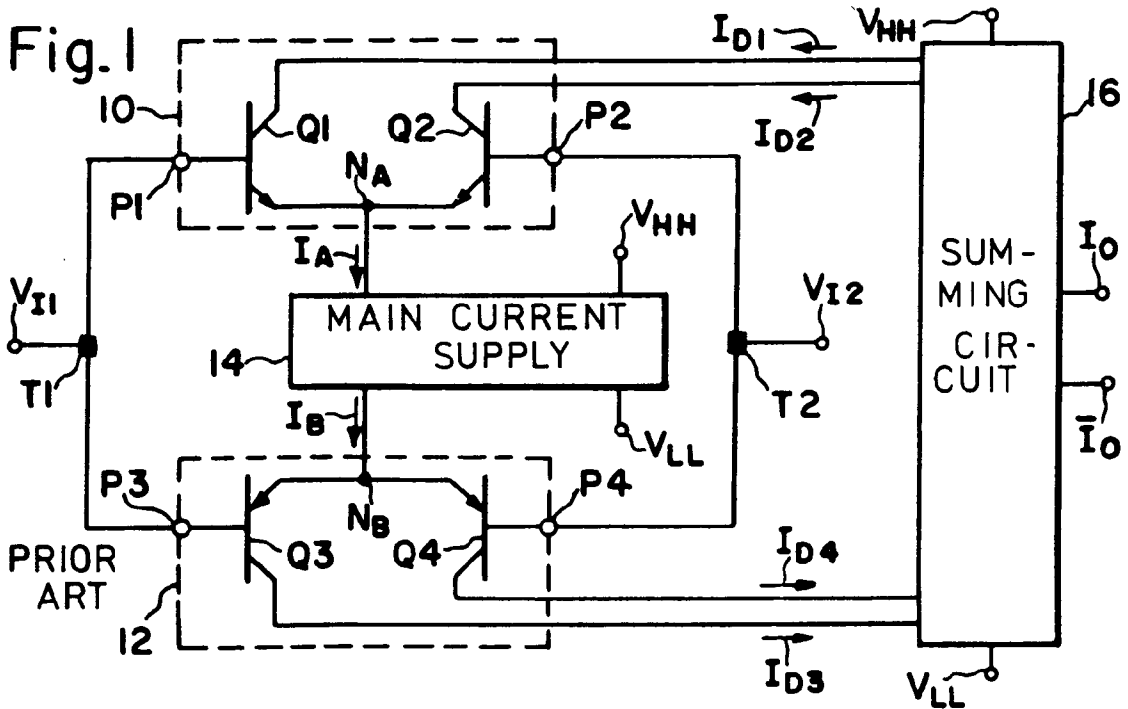 Fig. 1
I_D1
V_HH
10
Q1
Q2
P2
I_D2
16
P1
N_A
I_A
V_HH
SUM-
MING
CIR-
CUIT
I_O
V_I1
MAIN CURRENT
SUPPLY
V_I2
14
T1
T2
I_B
V_LL
Ī_O
P3
N_B
P4
Q3
Q4
I_D4
PRIOR
ART
12
I_D3
V_LL